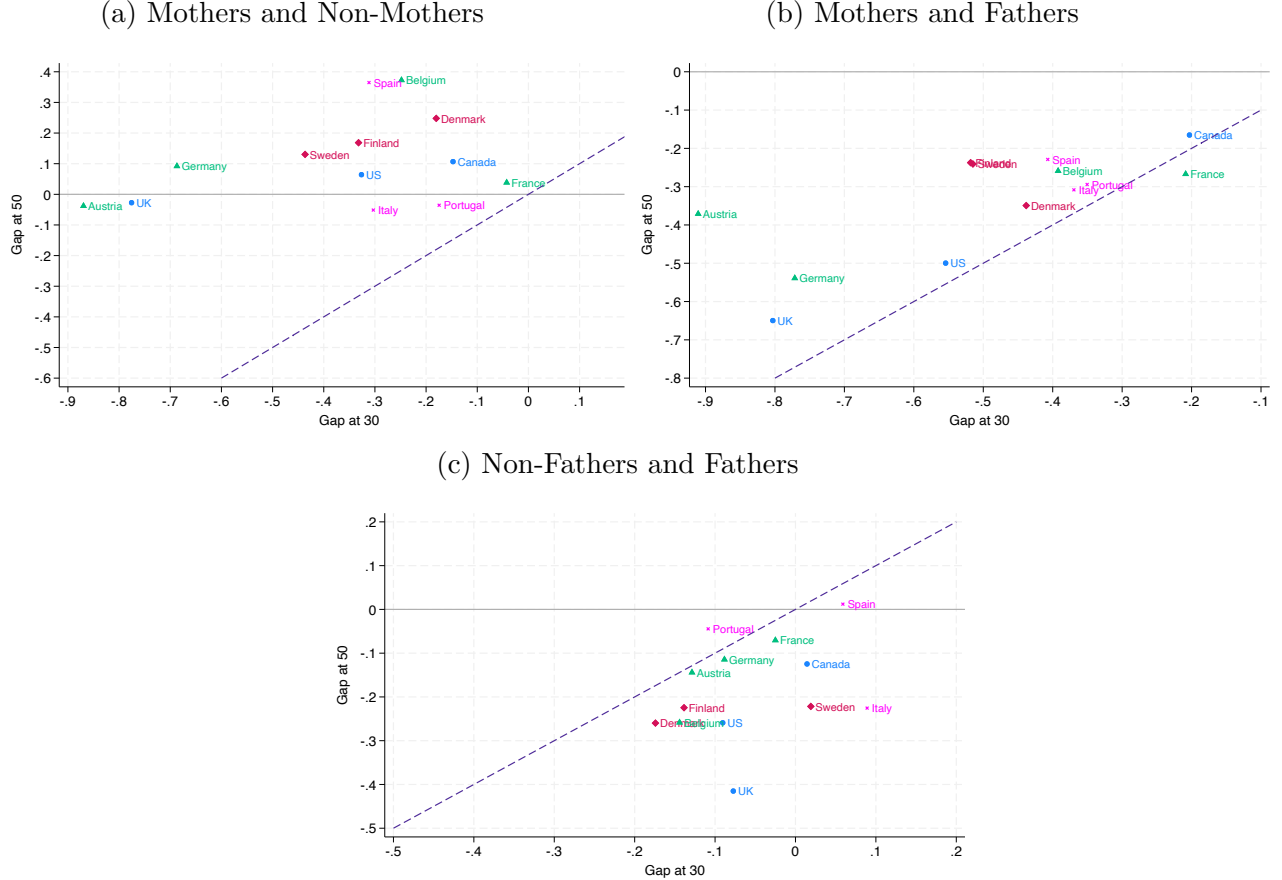 (a) Mothers and Non-Mothers
Gap at 50
.4
.3
.2
.1
0
-.1
-.2
-.3
-.4
-.5
-.6
Spain
Belgium
Denmark
Finland
Sweden
Germany
Canada
US
France
Austria
UK
Italy
Portugal
-.9 -.8 -.7 -.6 -.5 -.4 -.3 -.2 -.1 0 .1
Gap at 30
(b) Mothers and Fathers
Gap at 50
0
-.1
-.2
-.3
-.4
-.5
-.6
-.7
-.8
Canada
Finland
Sweden
Spain
Belgium
France
Portugal
Italy
Denmark
Austria
US
Germany
UK
-.9 -.8 -.7 -.6 -.5 -.4 -.3 -.2 -.1
Gap at 30
(c) Non-Fathers and Fathers
Gap at 50
.2
.1
0
-.1
-.2
-.3
-.4
-.5
Spain
Portugal
France
Germany
Canada
Austria
Finland
Sweden
Italy
Denmark
Belgium
US
UK
-.5 -.4 -.3 -.2 -.1 0 .1 .2
Gap at 30